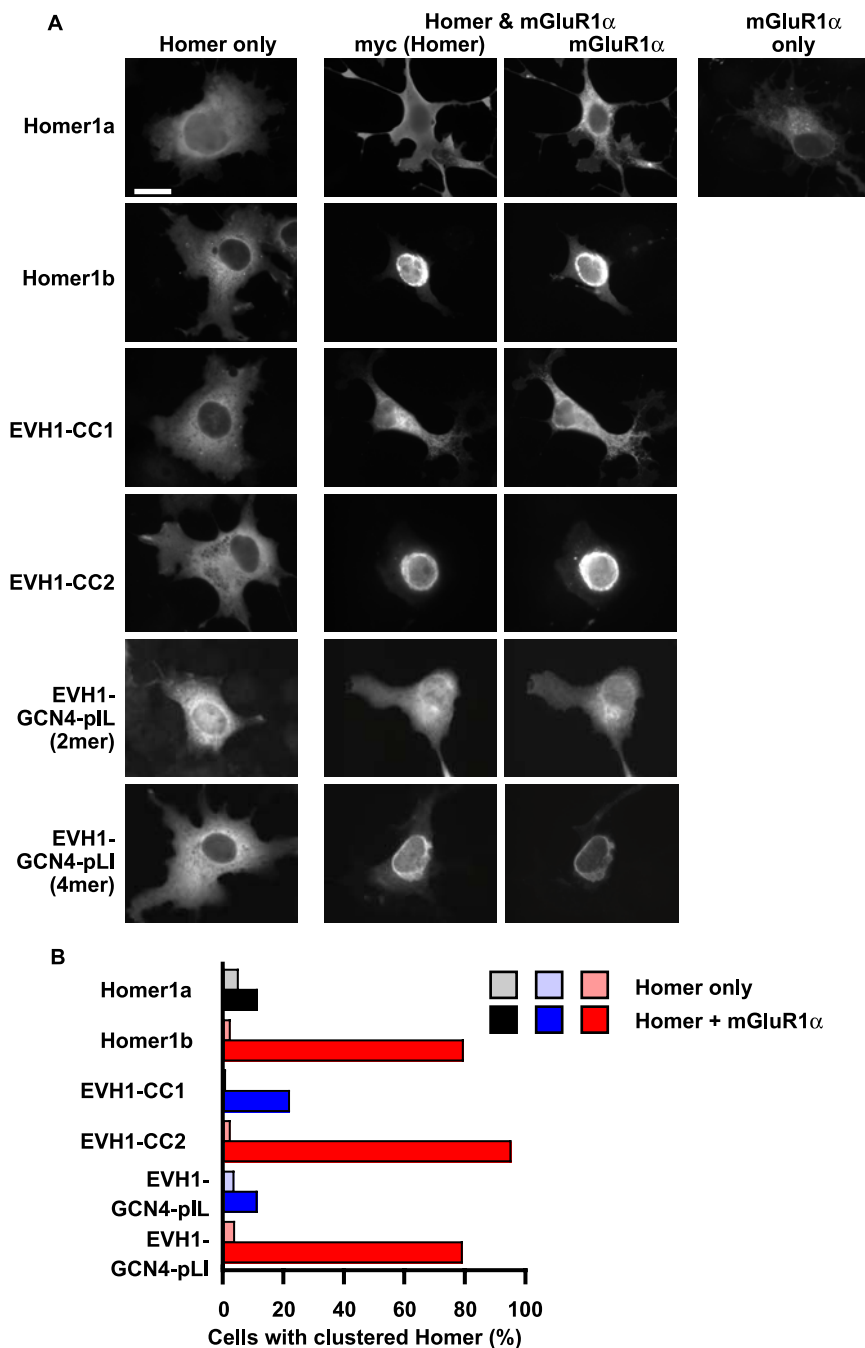 A
Homer & mGluR1α
mGluR1α
only
Homer only
myc (Homer)
mGluR1α
Homer1a
Homer1b
EVH1-CC1
EVH1-CC2
EVH1-
GCN4-pIL
(2mer)
EVH1-
GCN4-pLI
(4mer)
B
Homer1a
Homer1b
EVH1-CC1
EVH1-CC2
EVH1-
GCN4-pIL
EVH1-
GCN4-pLI
Homer only
Homer + mGluR1α
0 20 40 60 80 100
Cells with clustered Homer (%)